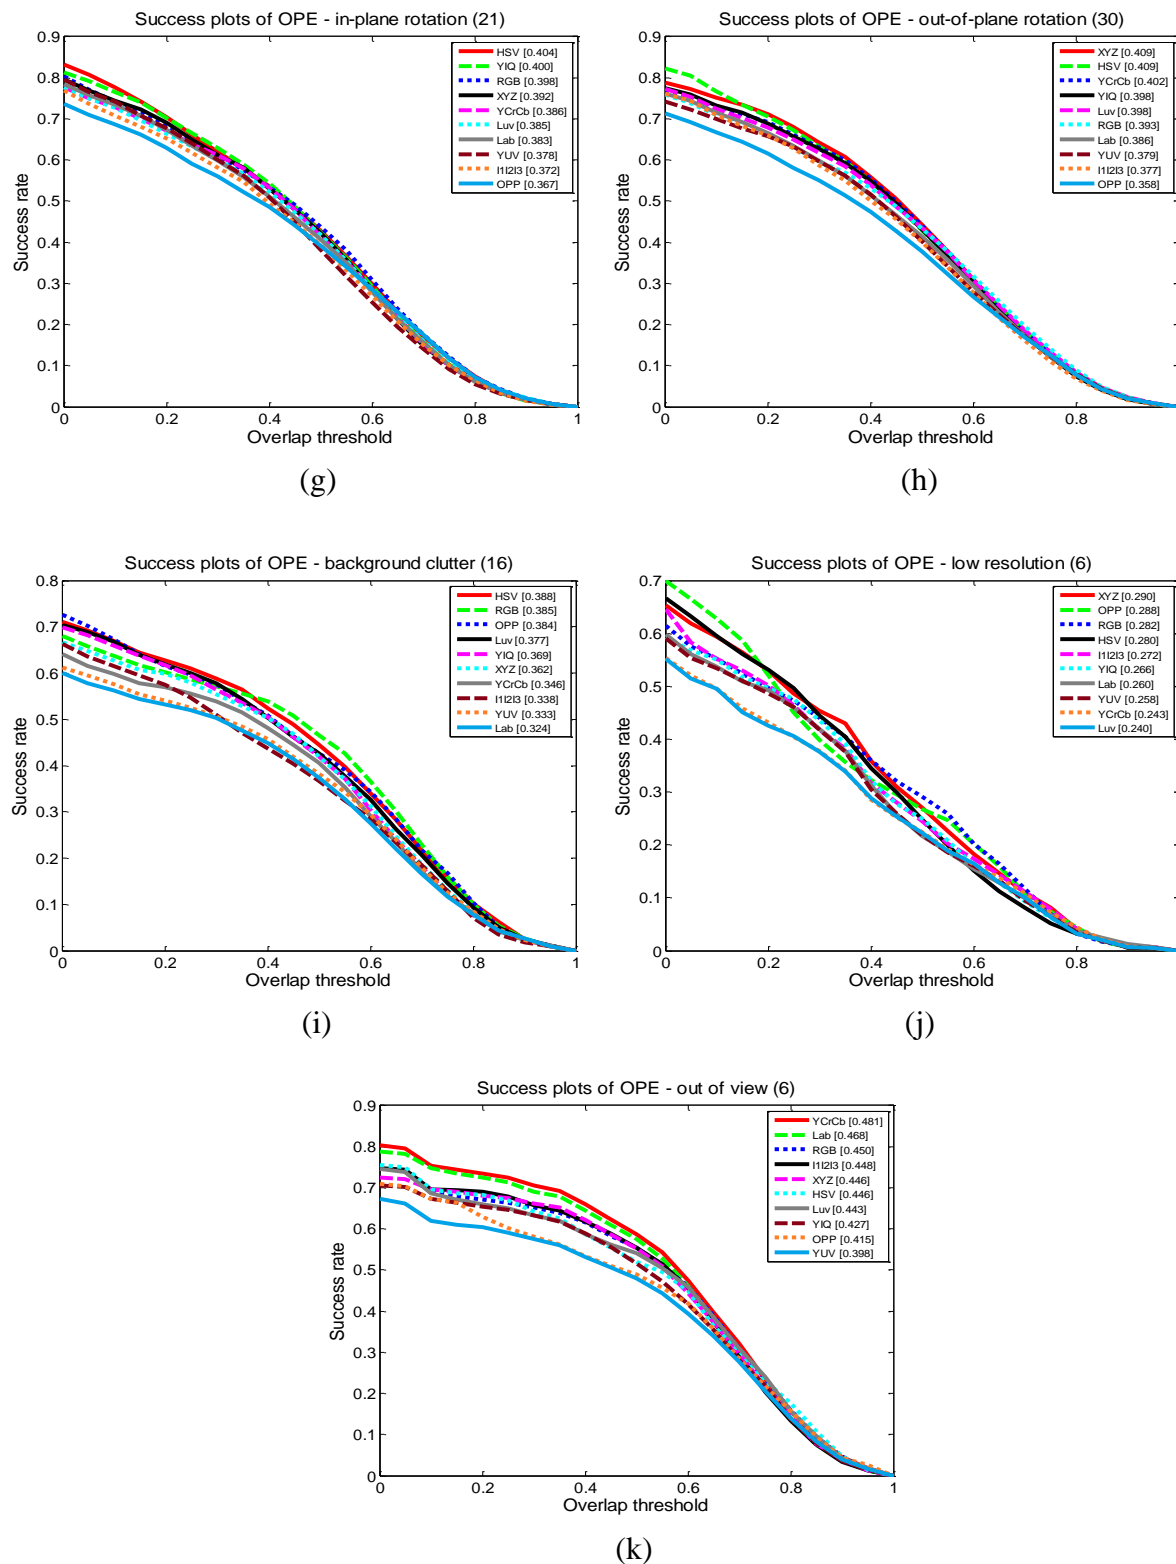 Success plots of OPE - in-plane rotation (21)
0.9
0.8
0.7
0.6
0.5
0.4
0.3
0.2
0.1
0
Success rate
HSV [0.404]
YIQ [0.400]
RGB [0.398]
XYZ [0.392]
YCrCb [0.386]
Luv [0.385]
Lab [0.383]
YUV [0.378]
I1I2I3 [0.372]
OPP [0.367]
0 0.2 0.4 0.6 0.8 1
Overlap threshold
(g)
Success plots of OPE - out-of-plane rotation (30)
0.9
0.8
0.7
0.6
0.5
0.4
0.3
0.2
0.1
0
Success rate
XYZ [0.409]
HSV [0.409]
YCrCb [0.402]
YIQ [0.398]
Luv [0.398]
RGB [0.393]
Lab [0.386]
YUV [0.379]
I1I2I3 [0.377]
OPP [0.358]
0 0.2 0.4 0.6 0.8
Overlap threshold
(h)
Success plots of OPE - background clutter (16)
0.8
0.7
0.6
0.5
0.4
0.3
0.2
0.1
0
Success rate
HSV [0.388]
RGB [0.385]
OPP [0.384]
Luv [0.377]
YIQ [0.369]
XYZ [0.362]
YCrCb [0.346]
I1I2I3 [0.338]
YUV [0.333]
Lab [0.324]
0 0.2 0.4 0.6 0.8 1
Overlap threshold
(i)
Success plots of OPE - low resolution (6)
0.7
0.6
0.5
0.4
0.3
0.2
0.1
0
Success rate
XYZ [0.290]
OPP [0.288]
RGB [0.282]
HSV [0.280]
I1I2I3 [0.272]
YIQ [0.266]
Lab [0.260]
YUV [0.258]
YCrCb [0.243]
Luv [0.240]
0 0.2 0.4 0.6 0.8
Overlap threshold
(j)
Success plots of OPE - out of view (6)
0.9
0.8
0.7
0.6
0.5
0.4
0.3
0.2
0.1
0
Success rate
YCrCb [0.481]
Lab [0.468]
RGB [0.450]
I1I2I3 [0.448]
XYZ [0.446]
HSV [0.446]
Luv [0.443]
YIQ [0.427]
OPP [0.415]
YUV [0.398]
0 0.2 0.4 0.6 0.8 1
Overlap threshold
(k)